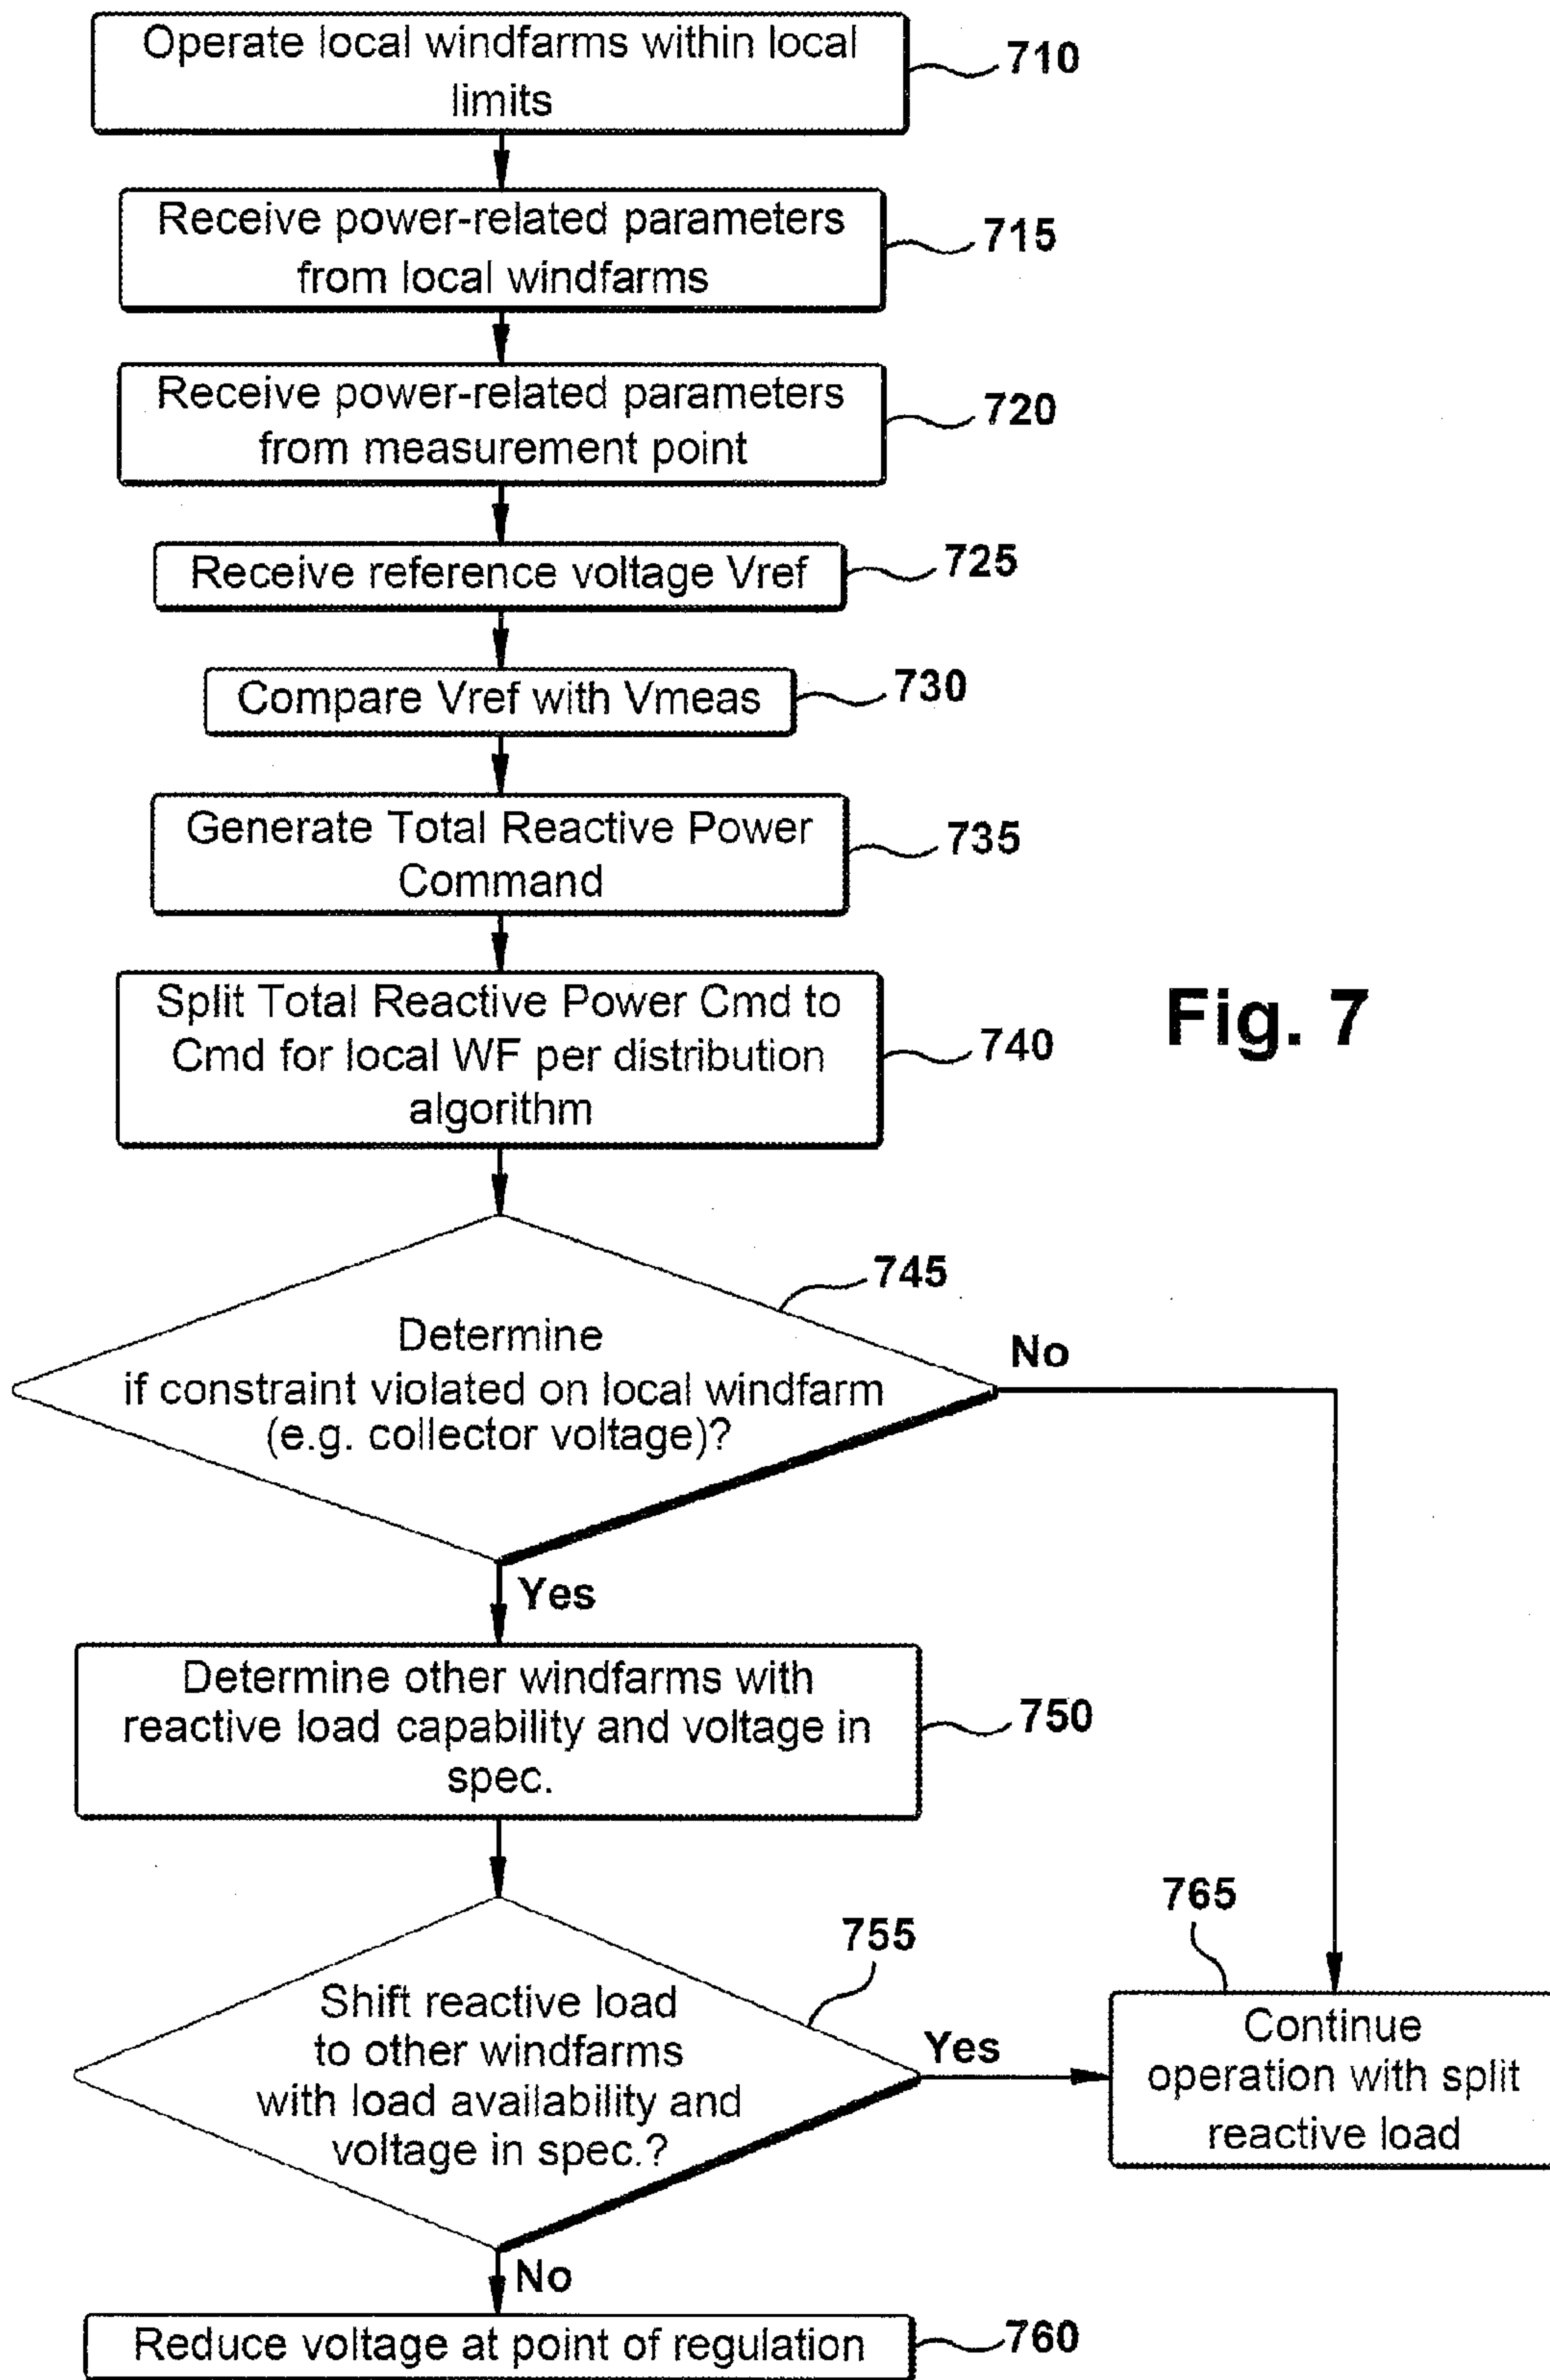 Operate local windfarms within local
limits
710
Receive power-related parameters
from local windfarms
715
Receive power-related parameters
from measurement point
720
Receive reference voltage Vref
725
Compare Vref with Vmeas
730
Generate Total Reactive Power
Command
735
Split Total Reactive Power Cmd to
Cmd for local WF per distribution
algorithm
740
Fig. 7
745
Determine
if constraint violated on local windfarm
(e.g. collector voltage)?
No
Yes
Determine other windfarms with
reactive load capability and voltage in
spec.
750
755
Shift reactive load
to other windfarms
with load availability and
voltage in spec.?
Yes
765
Continue
operation with split
reactive load
No
Reduce voltage at point of regulation
760